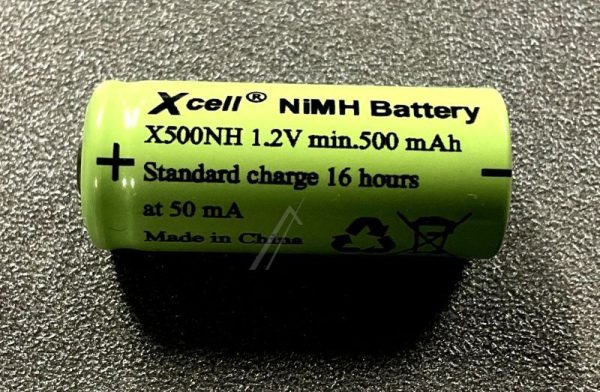 Xcell® NiMH Battery
X500NH 1.2V min.500 mAh
+ Standard charge 16 hours -
at 50 mA
Made in China